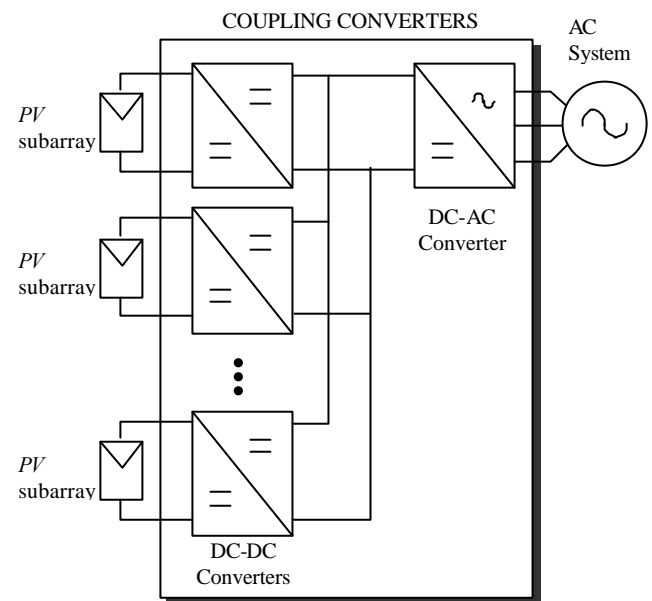 COUPLING CONVERTERS
AC
System
PV
subarray
DC-AC
Converter
PV
subarray
PV
subarray
DC-DC
Converters